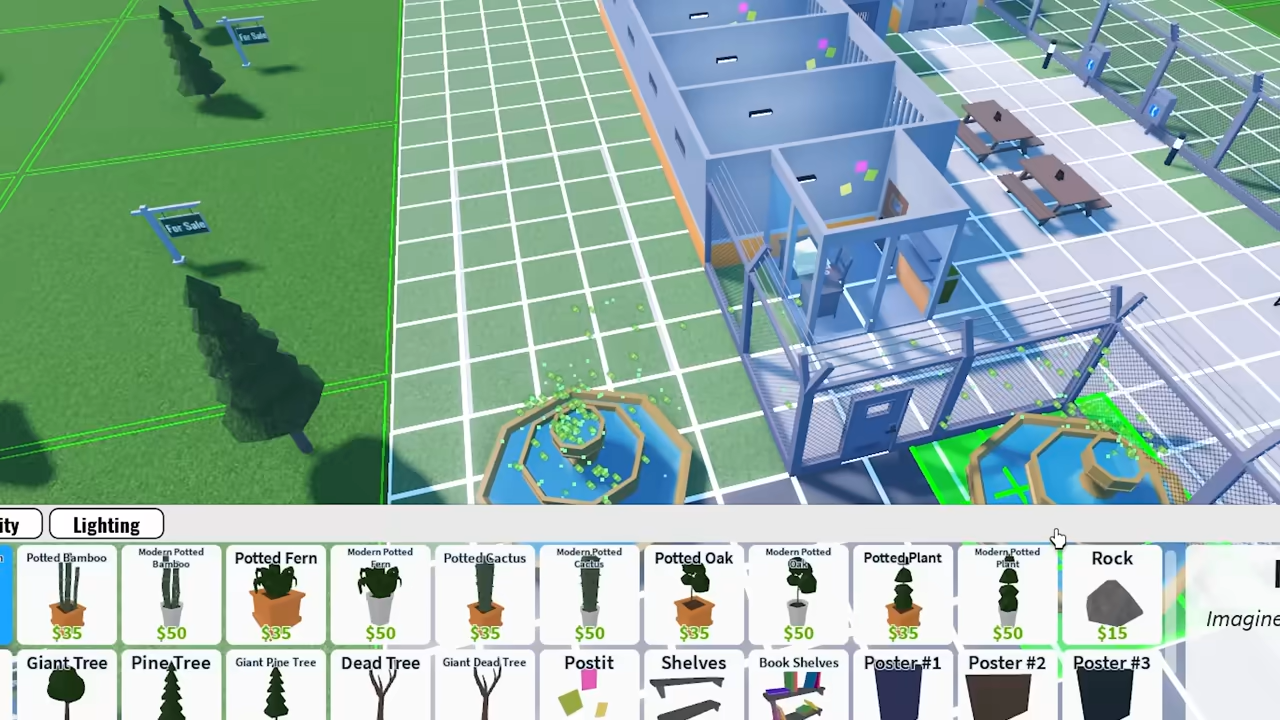 For Sale
For Sale
ity
Lighting
Potted Bamboo
Modern Potted
Bamboo
Potted Fern
Modern Potted
Fern
Potted Cactus
Modern Potted
Cactus
Potted Oak
Modern Potted
Oak
Potted Plant
Modern Potted
Plant
Rock
$35
$50
$35
$50
$35
$50
$35
$50
$35
$50
$15
Imagine
Giant Tree
Pine Tree
Giant Pine Tree
Dead Tree
Giant Dead Tree
Postit
Shelves
Book Shelves
Poster #1
Poster #2
Poster #3